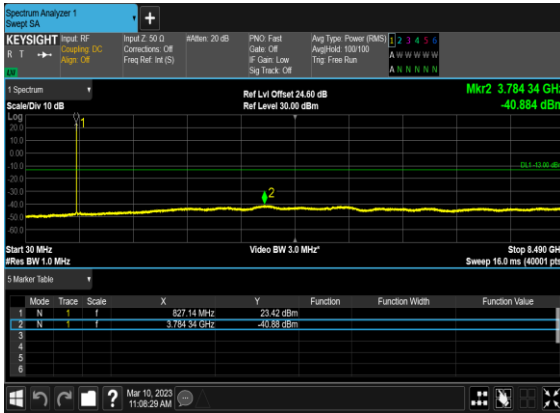 Spectrum Analyzer 1
Swept SA
+
KEYSIGHT
R T
LXI
Input: RF
Coupling: DC
Align: Off
Input Z: 50 Ω
Corrections: Off
Freq Ref: Int (S)
#Atten: 20 dB
PNO: Fast
Gate: Off
IF Gain: Low
Sig Track: Off
Avg Type: Power (RMS)
Avg|Hold: 100/100
Trig: Free Run
1 2 3 4 5 6
A W W W W W
A N N N N N
1 Spectrum
Scale/Div 10 dB
Ref Lvl Offset 24.60 dB
Ref Level 30.00 dBm
Mkr2 3.784 34 GHz
-40.884 dBm
Log
20.0
10.0
0.00
-10.0
-20.0
-30.0
-40.0
-50.0
-60.0
1
2
DL1 -13.00 dBm
Start 30 MHz
#Res BW 1.0 MHz
Video BW 3.0 MHz*
Stop 8.490 GHz
Sweep 16.0 ms (40001 pts)
5 Marker Table
Mode Trace Scale X Y Function Function Width Function Value
1 N 1 f 827.14 MHz 23.42 dBm
2 N 1 f 3.784 34 GHz -40.88 dBm
3
4
5
6
?
Mar 10, 2023
11:08:29 AM